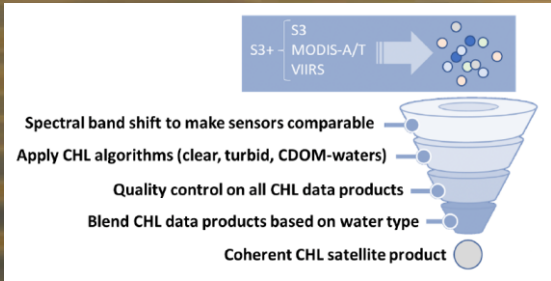 S3
S3+ - MODIS-A/T
VIIRS
Spectral band shift to make sensors comparable
Apply CHL algorithms (clear, turbid, CDOM-waters)
Quality control on all CHL data products
Blend CHL data products based on water type
Coherent CHL satellite product